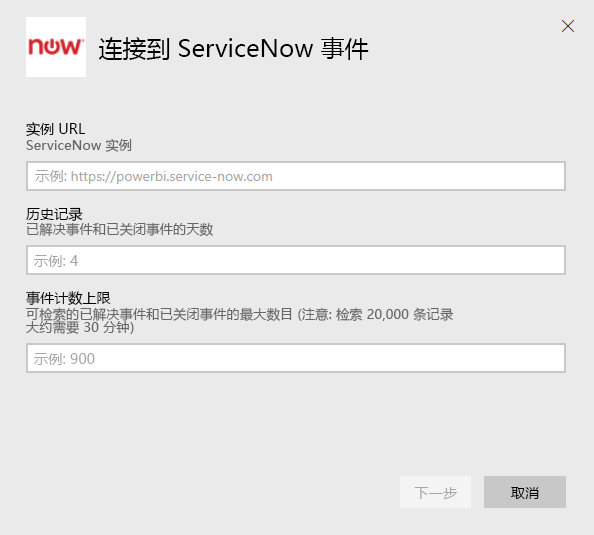 now
连接到 ServiceNow 事件
实例 URL
ServiceNow 实例
示例: https://powerbi.service-now.com
历史记录
已解决事件和已关闭事件的天数
示例: 4
事件计数上限
可检索的已解决事件和已关闭事件的最大数目 (注意: 检索 20,000 条记录
大约需要 30 分钟)
示例: 900
下一步
取消